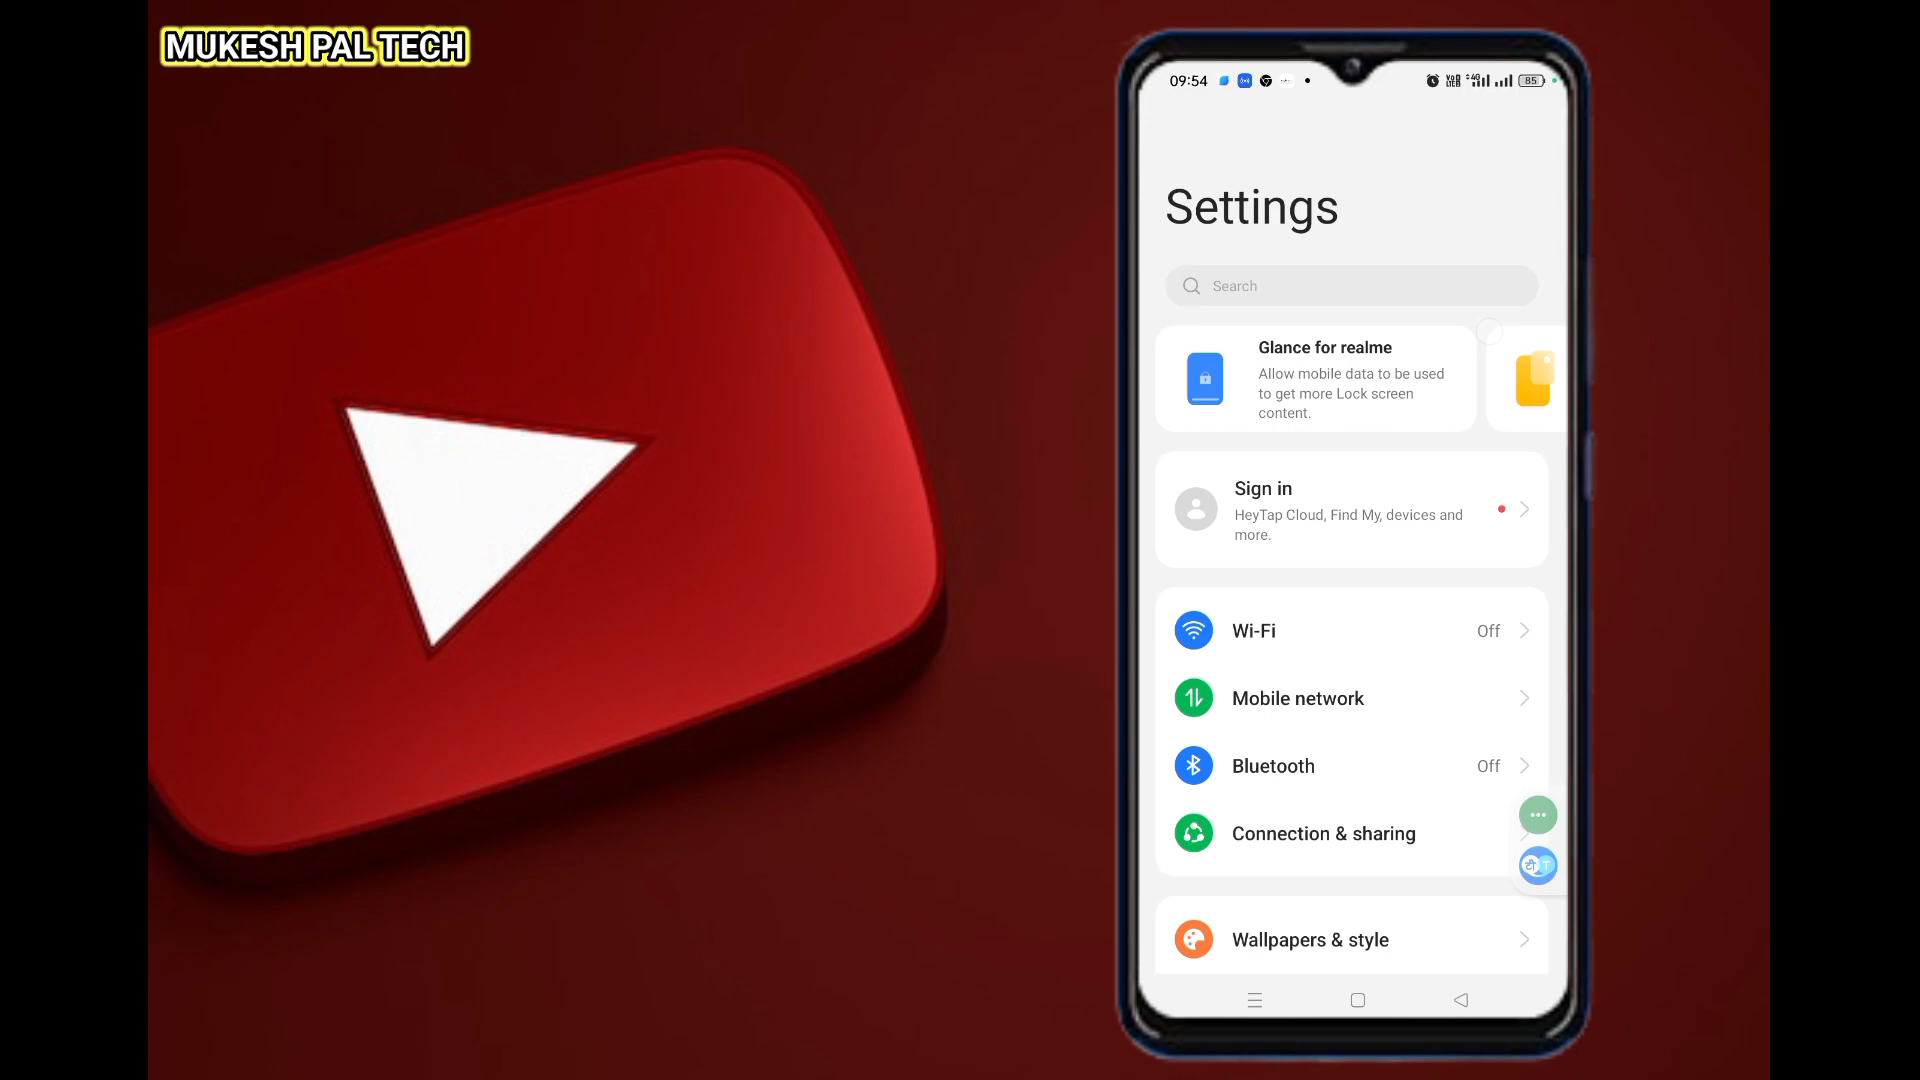 MUKESH PAL TECH
09:54
85
Settings
Search
Glance for realme
Allow mobile data to be used
to get more Lock screen
content.
Sign in
HeyTap Cloud, Find My, devices and
more.
Wi-Fi Off
Mobile network
Bluetooth Off
Connection & sharing
Wallpapers & style